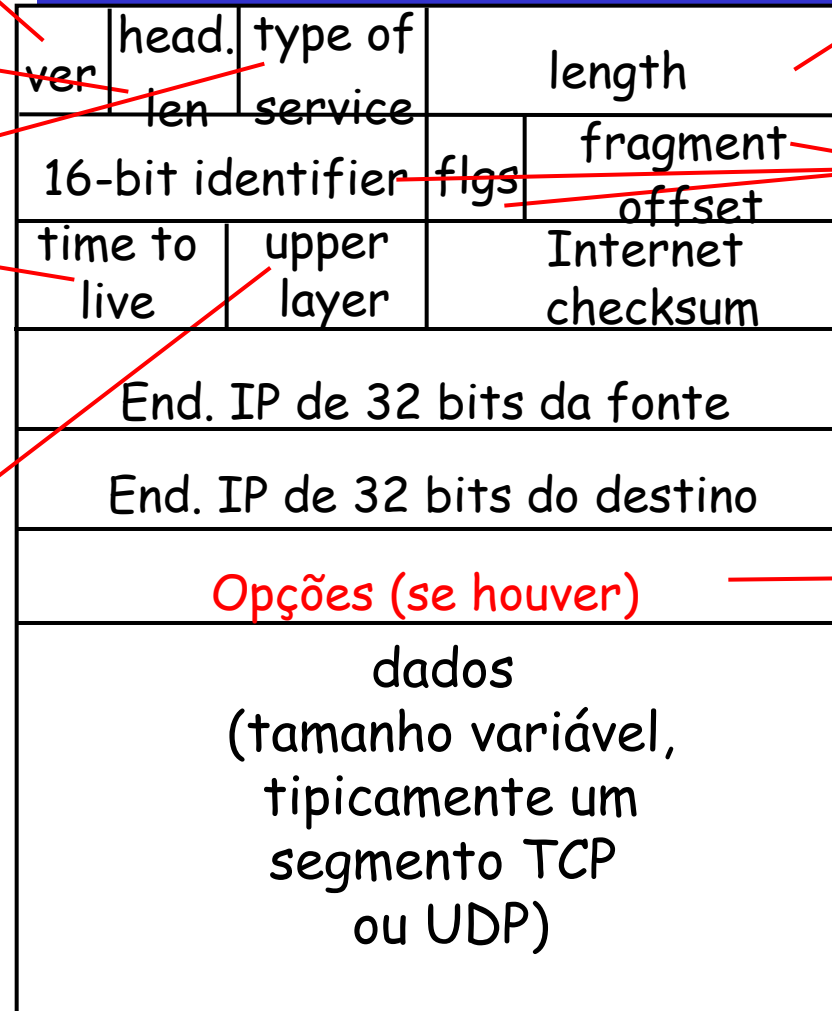 ver
head.
len
type of
service
length
16-bit identifier
flgs
fragment
offset
time to
live
upper
layer
Internet
checksum
End. IP de 32 bits da fonte
End. IP de 32 bits do destino
Opções (se houver)
dados
(tamanho variável,
tipicamente um
segmento TCP
ou UDP)